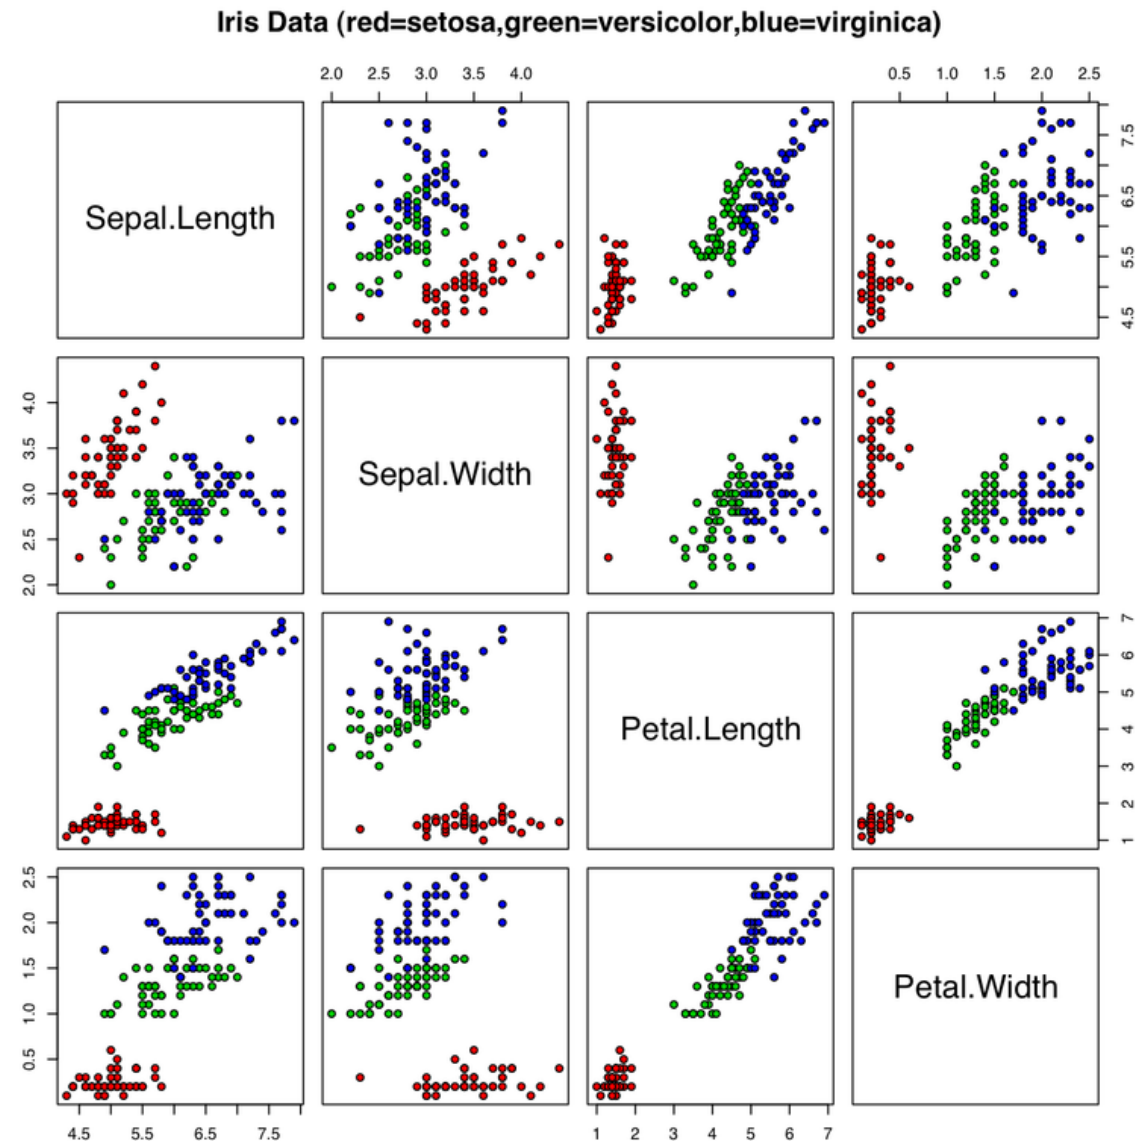 Iris Data (red=setosa,green=versicolor,blue=virginica)
2.0 2.5 3.0 3.5 4.0
0.5 1.0 1.5 2.0 2.5
Sepal.Length
4.5 5.5 6.5 7.5
2.0 2.5 3.0 3.5 4.0
Sepal.Width
Petal.Length
1 2 3 4 5 6 7
0.5 1.0 1.5 2.0 2.5
Petal.Width
4.5 5.5 6.5 7.5
1 2 3 4 5 6 7